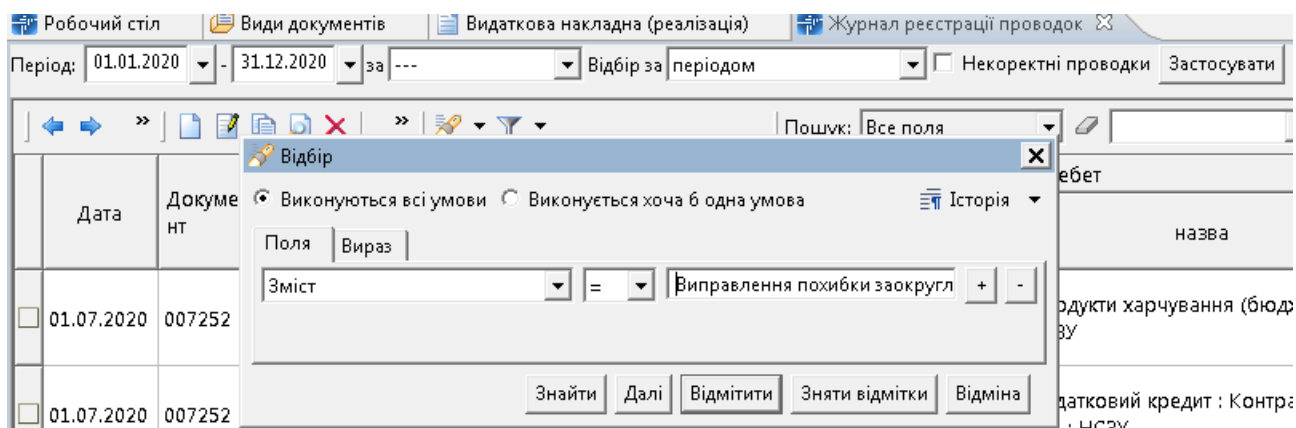 Робочий стіл Види документів Видаткова накладна (реалізація) Журнал реєстрації проводок
Період: 01.01.2020 - 31.12.2020 за --- Відбір за періодом Некоректні проводки Застосувати
» » Пошук: Все поля
Відбір
Дата
Докуме
нт
Виконуються всі умови Виконується хоча б одна умова Історія
ебет
назва
Поля Вираз
Зміст = Виправлення похибки заокругл + -
01.07.2020 007252
одукти харчування (бюдж
ЗУ
Знайти Далі Відмітити Зняти відмітки Відміна
01.07.2020 007252
датковий кредит : Контра
: НСЗУ